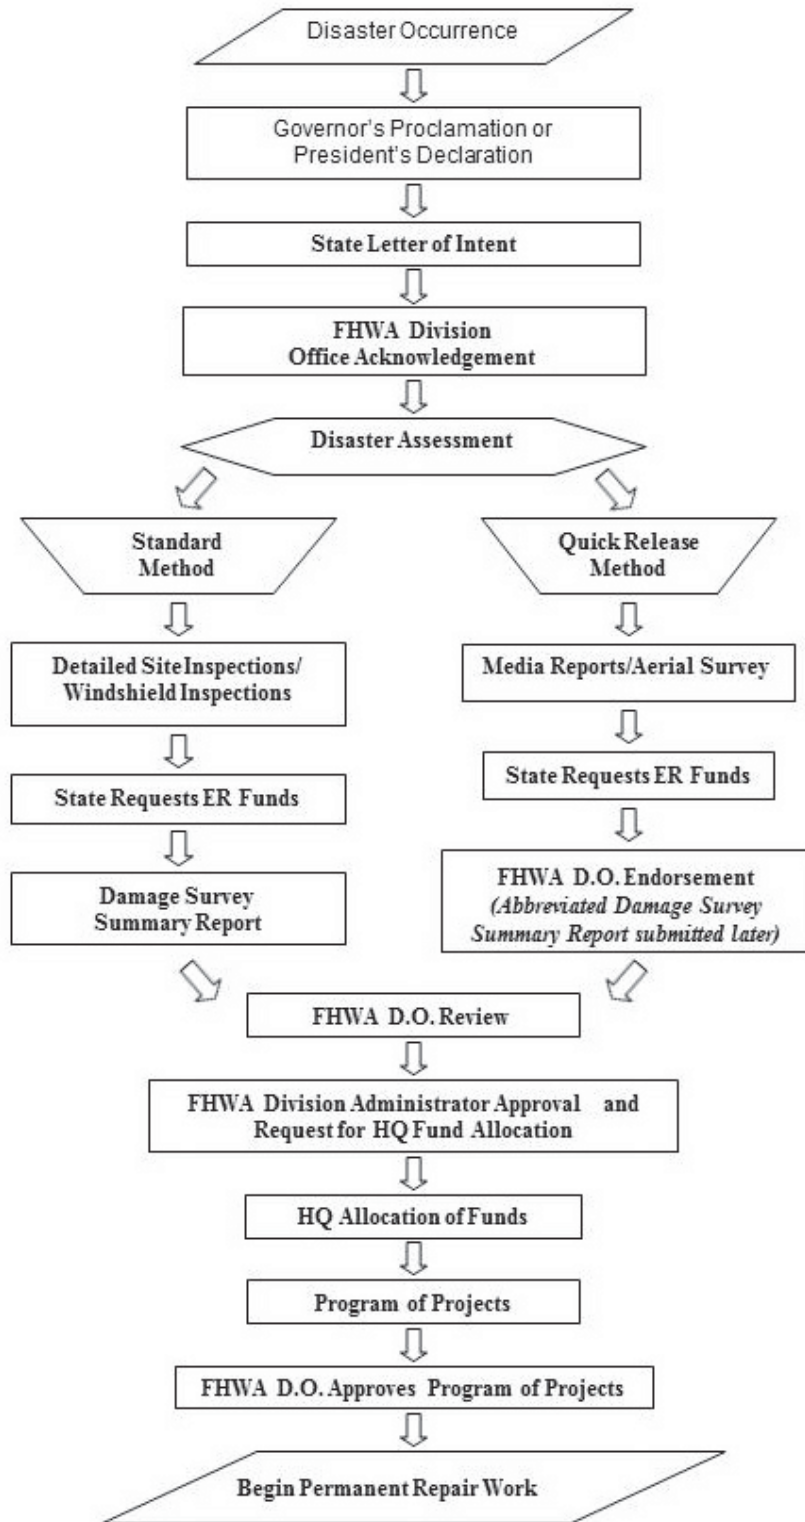 Disaster Occurrence
Governor's Proclamation or
President's Declaration
State Letter of Intent
FHWA Division
Office Acknowledgement
Disaster Assessment
Standard
Method
Detailed Site Inspections/
Windshield Inspections
State Requests ER Funds
Damage Survey
Summary Report
Quick Release
Method
Media Reports/Aerial Survey
State Requests ER Funds
FHWA D.O. Endorsement
(Abbreviated Damage Survey
Summary Report submitted later)
FHWA D.O. Review
FHWA Division Administrator Approval and
Request for HQ Fund Allocation
HQ Allocation of Funds
Program of Projects
FHWA D.O. Approves Program of Projects
Begin Permanent Repair Work